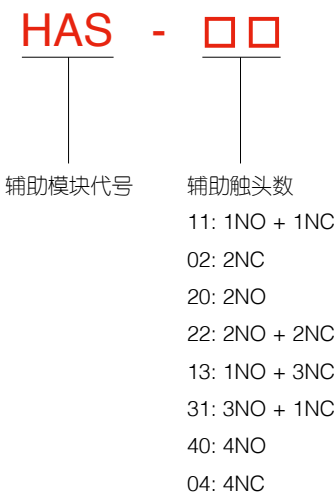 HAS - □□
辅助模块代号
辅助触头数
11: 1NO + 1NC
02: 2NC
20: 2NO
22: 2NO + 2NC
13: 1NO + 3NC
31: 3NO + 1NC
40: 4NO
04: 4NC